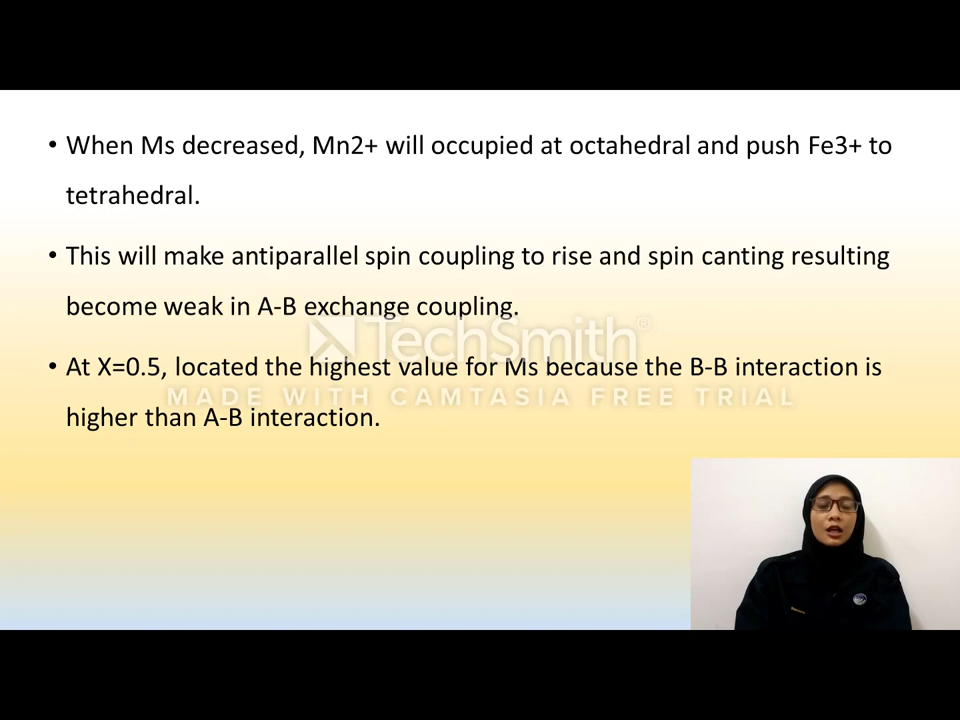 • When Ms decreased, Mn2+ will occupied at octahedral and push Fe3+ to
tetrahedral.
• This will make antiparallel spin coupling to rise and spin canting resulting
become weak in A-B exchange coupling.
TechSmith®
• At X=0.5, located the highest value for Ms because the B-B interaction is
MADE WITH CAMTASIA FREE TRIAL
higher than A-B interaction.